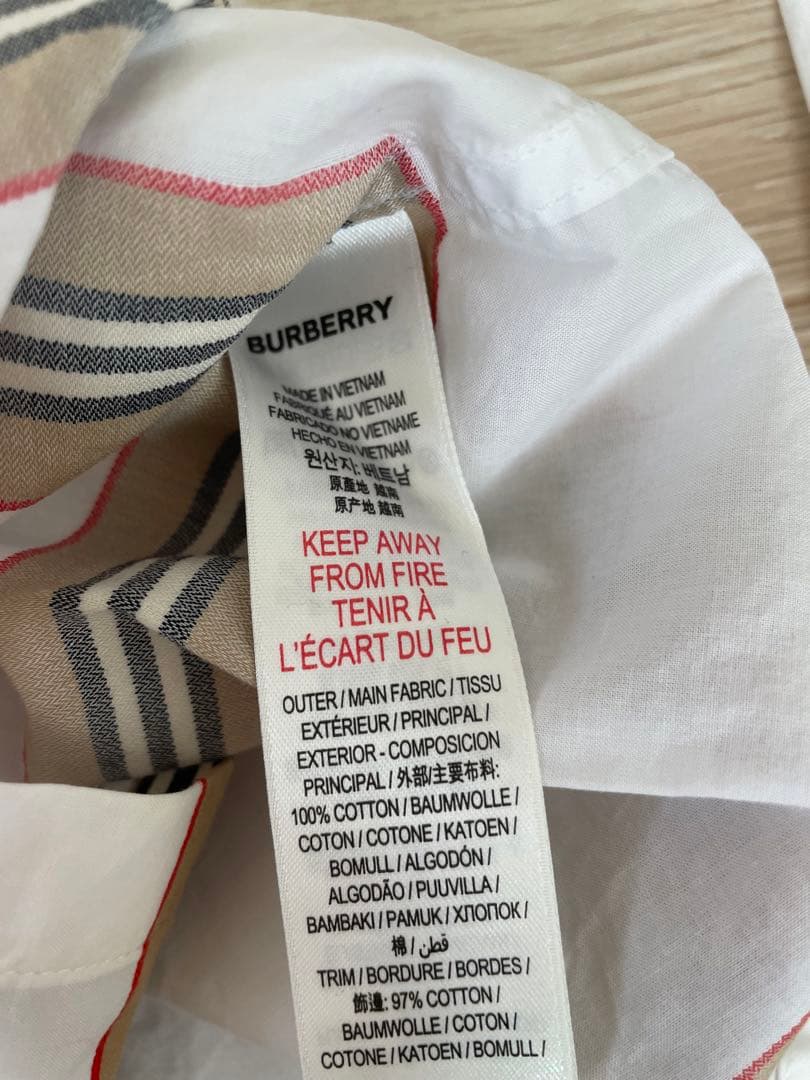 BURBERRY
MADE IN VIETNAM
FABRIQUÉ AU VIETNAM
FABRICADO NO VIETNAME
HECHO EN VIETNAM
원산지: 베트남
原產地 越南
原产地 越南
KEEP AWAY
FROM FIRE
TENIR À
L'ÉCART DU FEU
OUTER / MAIN FABRIC / TISSU
EXTÉRIEUR / PRINCIPAL /
EXTERIOR - COMPOSICION
PRINCIPAL / 外部/主要布料:
100% COTTON / BAUMWOLLE /
COTON / COTONE / KATOEN /
BOMULL / ALGODÓN /
ALGODÃO / PUUVILLA /
BAMBAKI / PAMUK / ХЛОПОК /
棉 / قطن
TRIM / BORDURE / BORDES /
飾邊: 97% COTTON /
BAUMWOLLE / COTON /
COTONE / KATOEN / BOMULL /